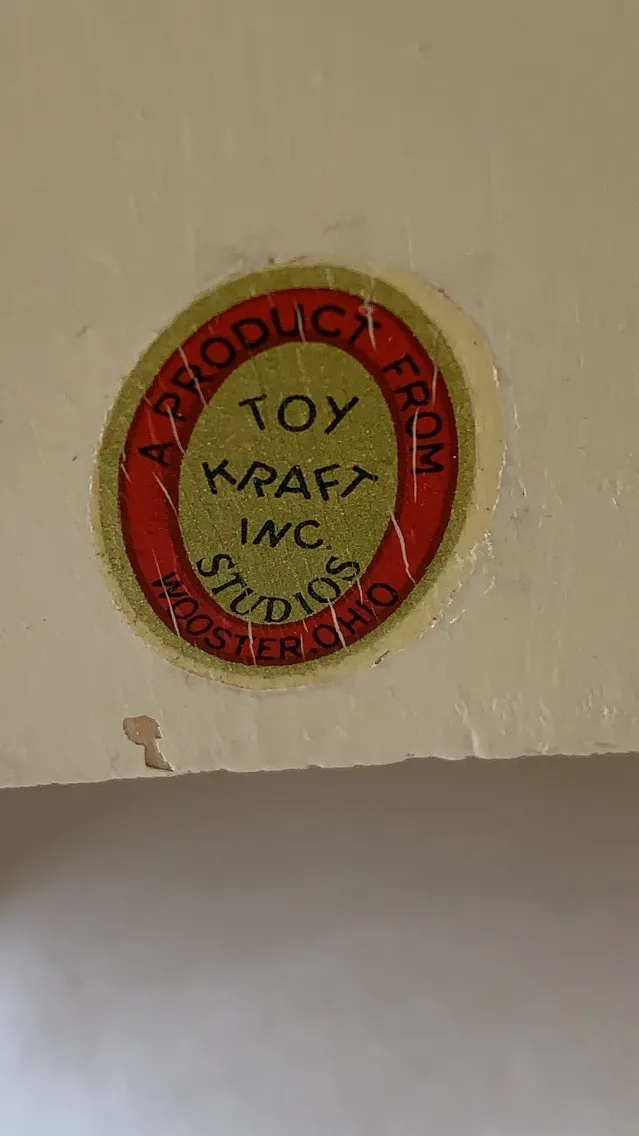 A PRODUCT FROM
TOY
KRAFT
INC.
STUDIOS
WOOSTER.OHIO